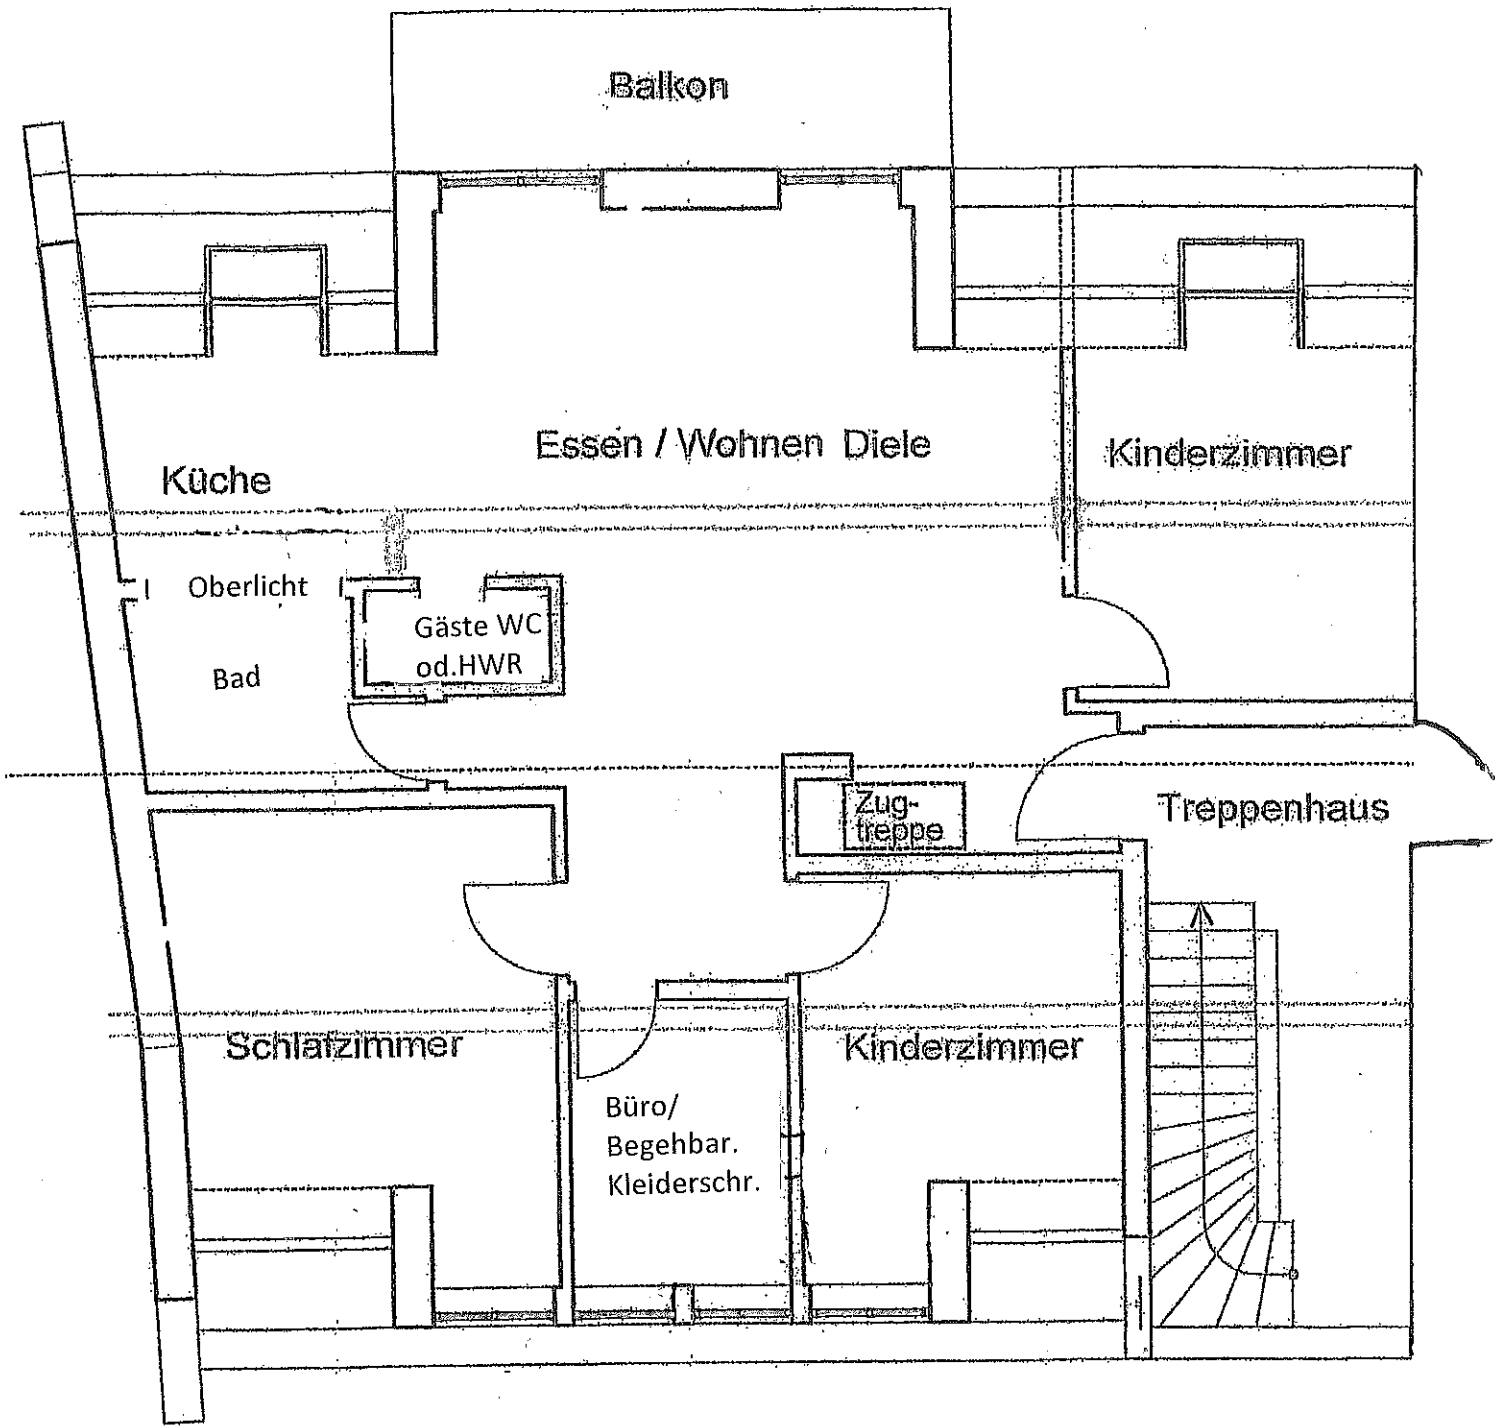 Balkon
Essen / Wohnen Diele
Kinderzimmer
Küche
Oberlicht
Gäste WC
od.HWR
Bad
Zug-
treppe
Treppenhaus
Schlafzimmer
Kinderzimmer
Büro/
Begehbar.
Kleiderschr.